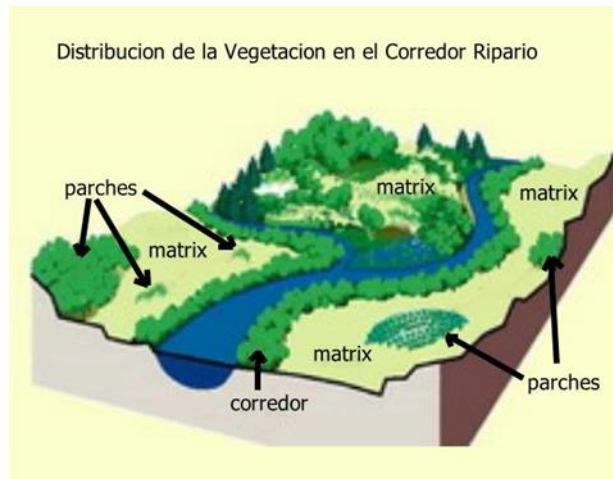 Distribucion de la Vegetacion en el Corredor Ripario
matrix
parches
matrix
matrix
matrix
parches
corredor